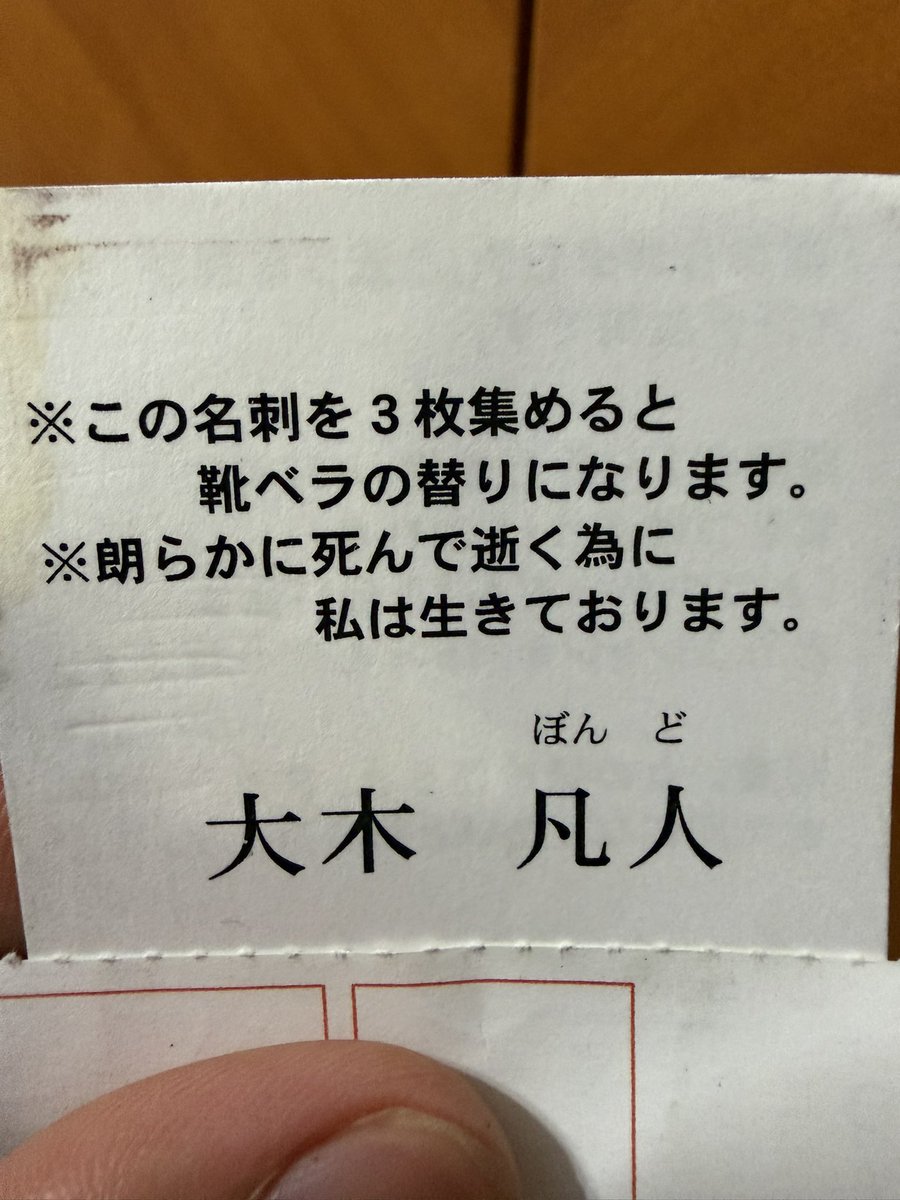 ※この名刺を3枚集めると
靴ベラの替りになります。
※朗らかに死んで逝く為に
私は生きております。
ぼん ど
大木 凡人